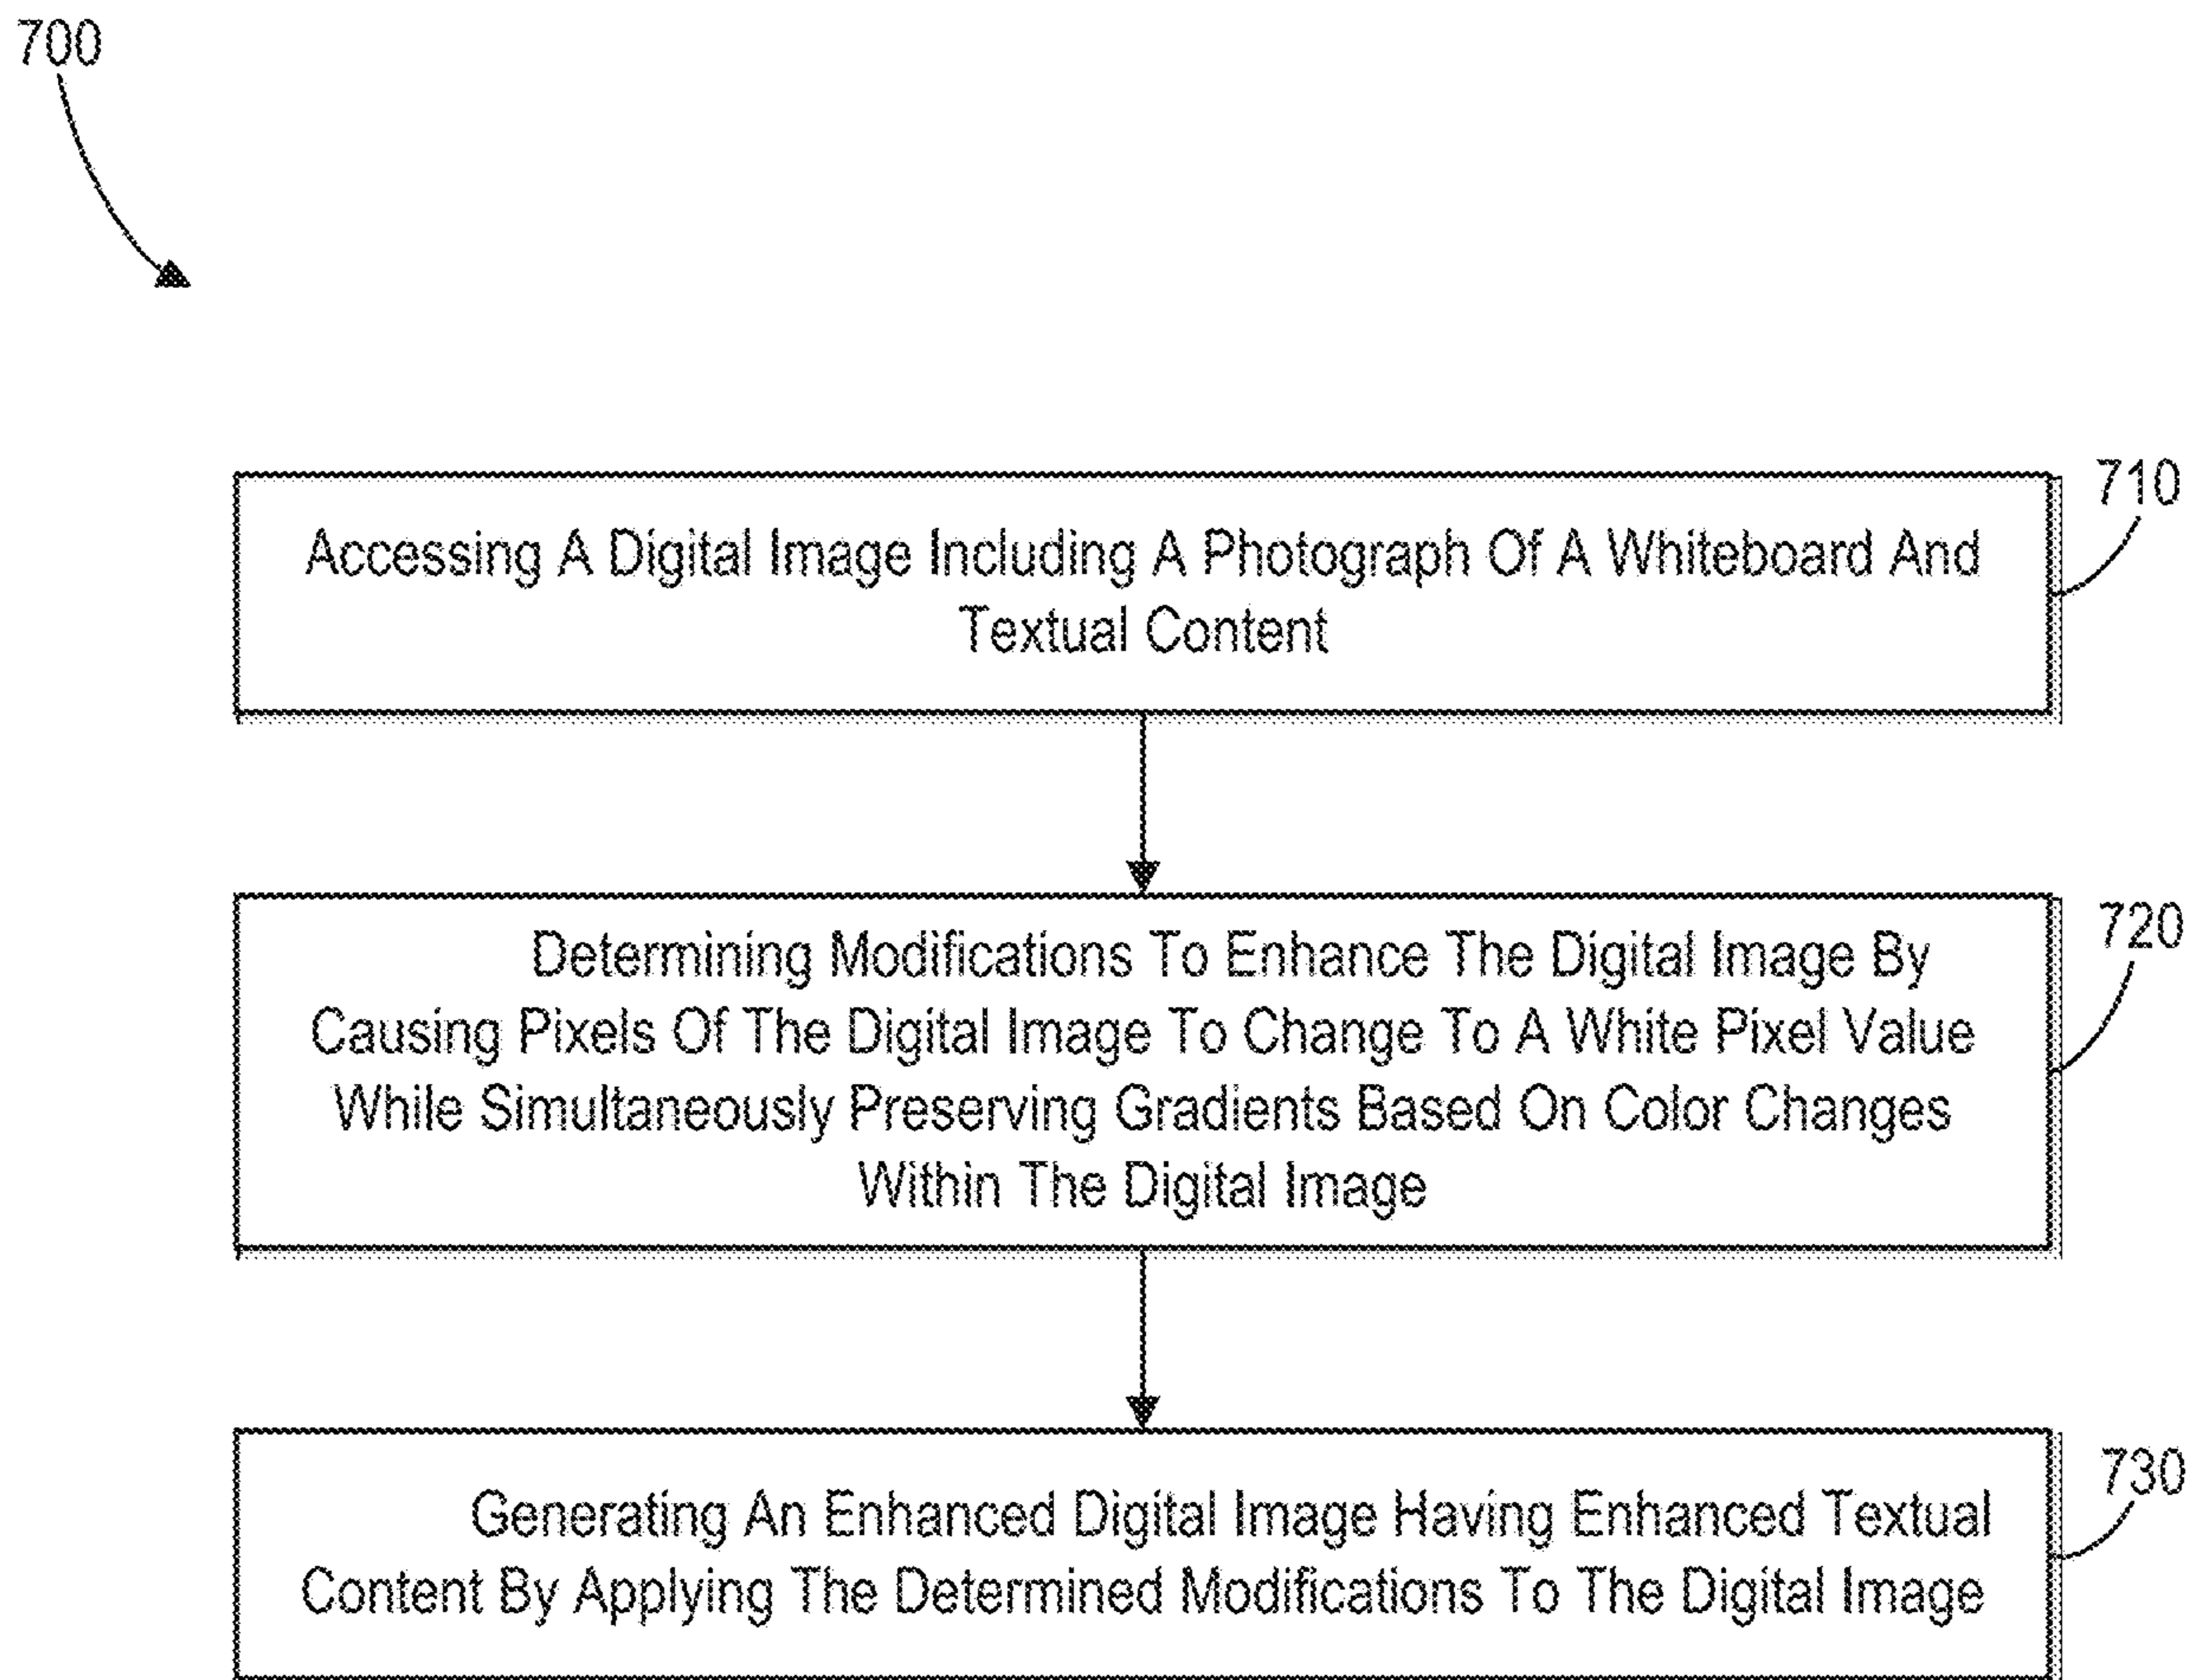 700
710
Accessing A Digital Image Including A Photograph Of A Whiteboard And
Textual Content
720
Determining Modifications To Enhance The Digital Image By
Causing Pixels Of The Digital Image To Change To A White Pixel Value
While Simultaneously Preserving Gradients Based On Color Changes
Within The Digital Image
730
Generating An Enhanced Digital Image Having Enhanced Textual
Content By Applying The Determined Modifications To The Digital Image